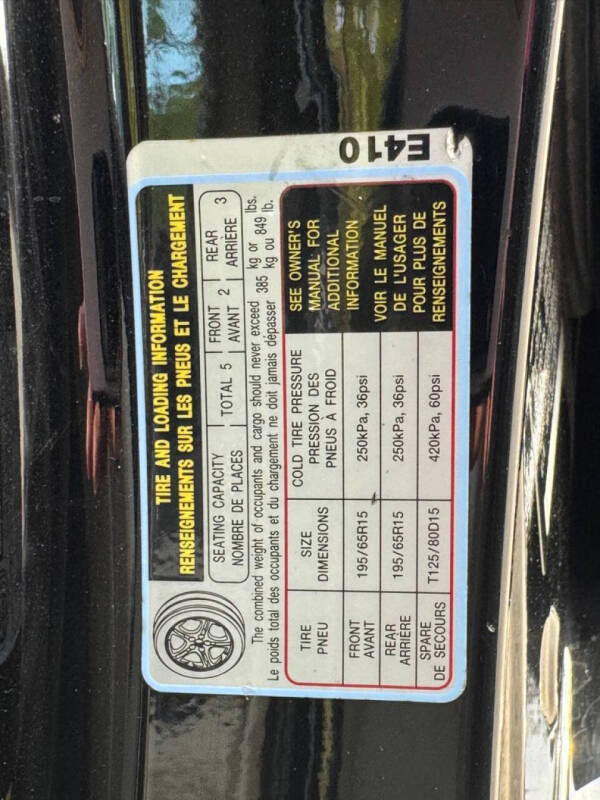 TIRE AND LOADING INFORMATION
RENSEIGNEMENTS SUR LES PNEUS ET LE CHARGEMENT
SEATING CAPACITY TOTAL 5 FRONT 2 REAR 3
NOMBRE DE PLACES AVANT ARRIÈRE
The combined weight of occupants and cargo should never exceed 385 kg or 849 lbs.
Le poids total des occupants et du chargement ne doit jamais dépasser 385 kg ou 849 lb.
TIRE SIZE COLD TIRE PRESSURE
PNEU DIMENSIONS PRESSION DES
PNEUS À FROID
FRONT 195/65R15 250kPa, 36psi
AVANT
REAR 195/65R15 250kPa, 36psi
ARRIÈRE
SPARE T125/80D15 420kPa, 60psi
DE SECOURS
SEE OWNER'S
MANUAL FOR
ADDITIONAL
INFORMATION
VOIR LE MANUEL
DE L'USAGER
POUR PLUS DE
RENSEIGNEMENTS
E410